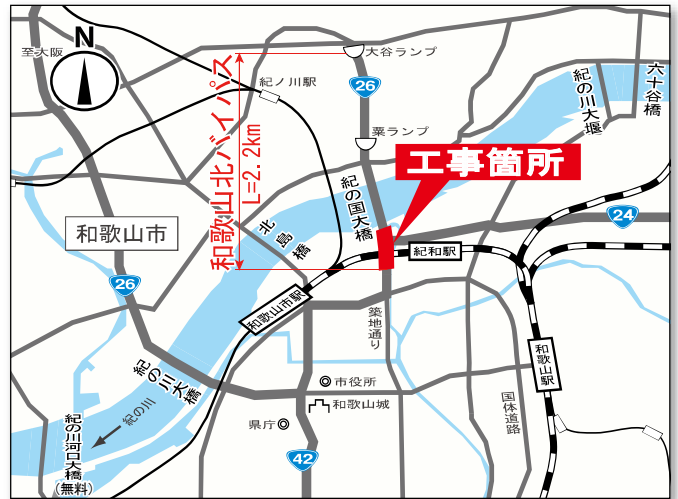 N
至大阪
大谷ランプ
紀ノ川駅
26
六十谷橋
紀の川大堰
和歌山北バイパス
L=2.2km
粟ランプ
工事箇所
紀の国大橋
24
和歌山市
北島橋
紀和駅
26
和歌山市駅
築地通り
和歌山駅
紀の川大橋
市役所
和歌山城
国体道路
紀の川
県庁
紀の川河口大橋
(無料)
42